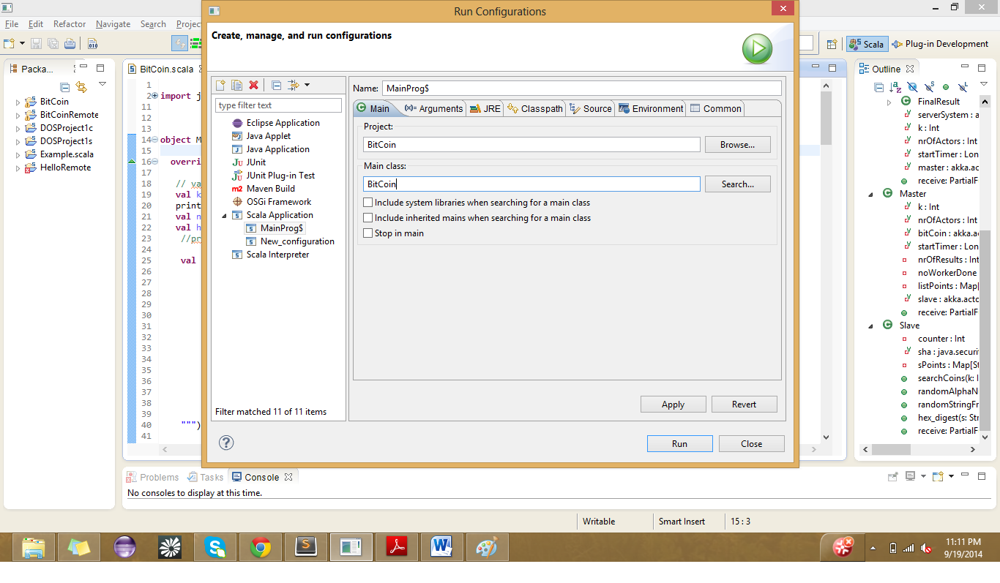 Run Configurations
File Edit Refactor Navigate Search Projec
Create, manage, and run configurations
Scala Plug-in Development
Packa...
BitCoin
BitCoinRemote
DOSProject1c
DOSProject1s
Example.scala
HelloRemote
BitCoin.scala
1
2 import j
11
12
13
14 object M
15
16 overri
17
18 // ya
19 val k
20 print
21 val n
22 val h
23 //pr
24
25 val
26
27
28
29
30
31
32
33
34
35
36
37
38
39
40 """)
41
type filter text
Eclipse Application
Java Applet
Java Application
JUnit
JUnit Plug-in Test
Maven Build
OSGi Framework
Scala Application
MainProg$
New_configuration
Scala Interpreter
Filter matched 11 of 11 items
Name: MainProg$
Main (x)= Arguments JRE Classpath Source Environment Common
Project:
BitCoin Browse...
Main class:
BitCoin Search...
Include system libraries when searching for a main class
Include inherited mains when searching for a main class
Stop in main
Apply Revert
Run Close
Outline
FinalResult
serverSystem : a
k : Int
nrOfActors : Int
startTimer : Lon
master : akka.ac
receive: PartialF
Master
k : Int
nrOfActors : Int
bitCoin : akka.ac
startTimer : Lon
nrOfResults : Int
noWorkerDone
listPoints : Map[
slave : akka.acto
receive: PartialF
Slave
counter : Int
sha : java.securi
sPoints : Map[St
searchCoins(k: I
randomAlphaN
randomStringFr
hex_digest(s: Str
receive: PartialF
Problems Tasks Console
No consoles to display at this time.
Writable Smart Insert 15 : 3
11:11 PM
9/19/2014